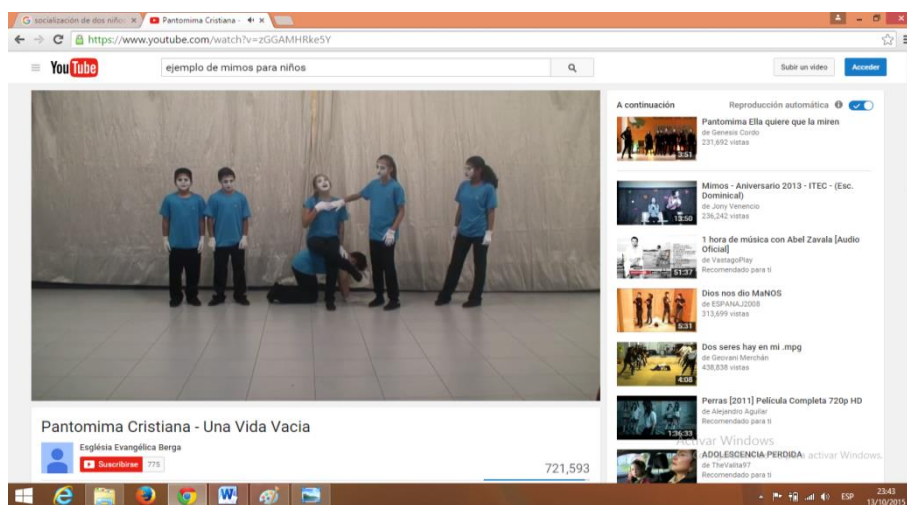 socialización de dos niño
Pantomima Cristiana -
https://www.youtube.com/watch?v=zGGAMHRke5Y
YouTube
ejemplo de mimos para niños
Subir un video
Acceder
A continuación
Reproducción automática
Pantomima Ella quiere que la miren
de Genesis Cordo
231,692 vistas
3:51
Mimos - Aniversario 2013 - ITEC - (Esc.
Dominical)
de Jony Venencio
236,242 vistas
13:50
1 hora de música con Abel Zavala [Audio
Oficial]
de VastagoPlay
Recomendado para ti
51:37
Dios nos dio MaNOS
de ESPANAJ2008
313,699 vistas
5:31
Dos seres hay en mi .mpg
de Geovani Merchán
438,838 vistas
4:08
Perras [2011] Película Completa 720p HD
de Alejandro Aguilar
Recomendado para ti
1:36:33
ADOLESCENCIA PERDIDA
de TheValita97
Recomendado para ti
Activar Windows
activar Windows.
Pantomima Cristiana - Una Vida Vacia
Església Evangélica Berga
Suscribirse 775
721,593
ESP
23:43
13/10/2015